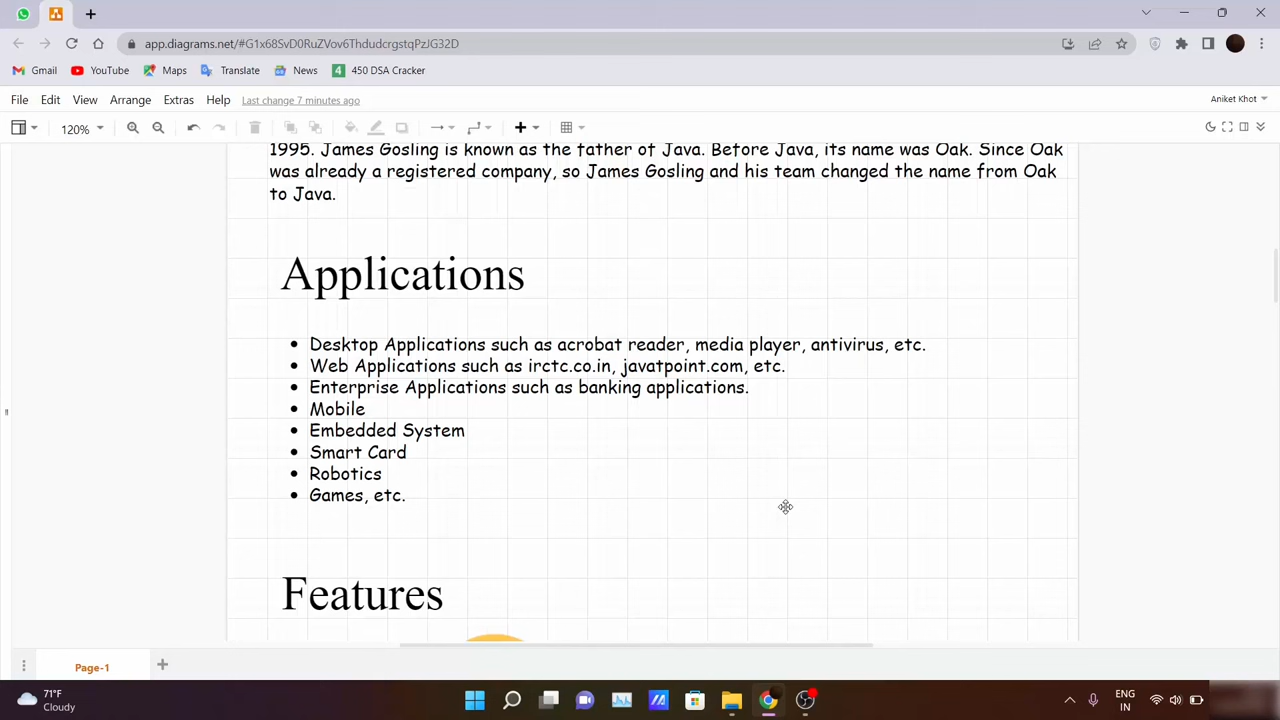 app.diagrams.net/#G1x68SvD0RuZVov6ThdudcrgstqPzJG32D
Gmail YouTube Maps Translate News 4 450 DSA Cracker
File Edit View Arrange Extras Help Last change 7 minutes ago
Aniket Khot
120%
1995. James Gosling is known as the father of Java. Before Java, its name was Oak. Since Oak
was already a registered company, so James Gosling and his team changed the name from Oak
to Java.
Applications
• Desktop Applications such as acrobat reader, media player, antivirus, etc.
• Web Applications such as irctc.co.in, javatpoint.com, etc.
• Enterprise Applications such as banking applications.
• Mobile
• Embedded System
• Smart Card
• Robotics
• Games, etc.
Features
Page-1
71°F
Cloudy
ENG
IN